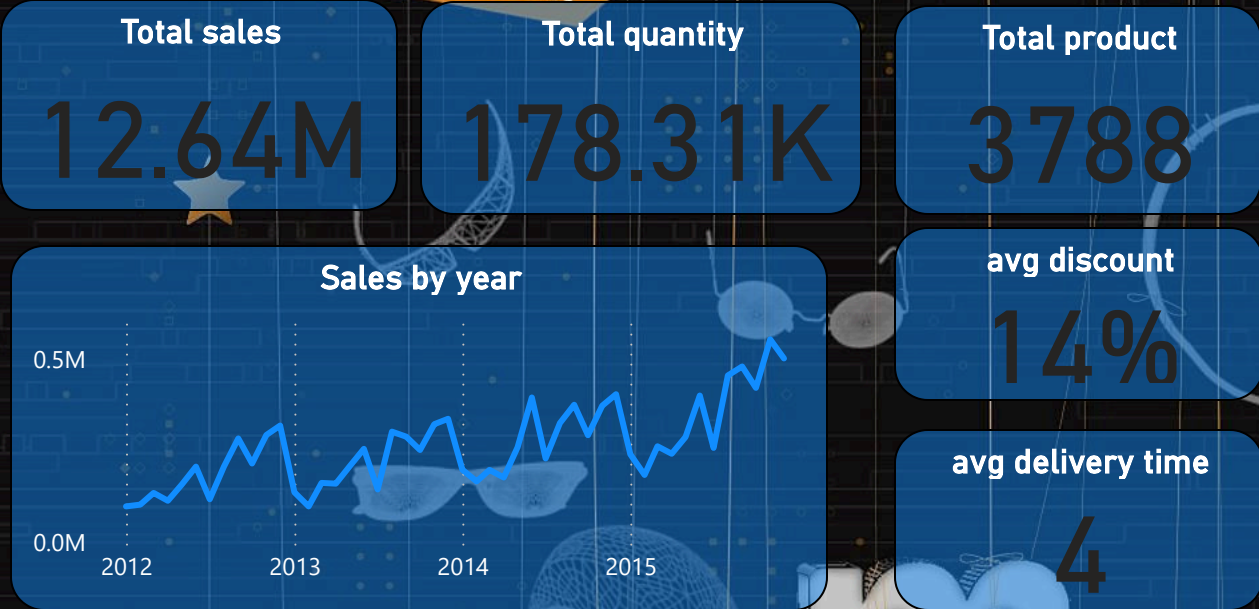 Total sales
12.64M
Total quantity
178.31K
Total product
3788
avg discount
14%
Sales by year
0.5M
0.0M
2012 2013 2014 2015
avg delivery time
4